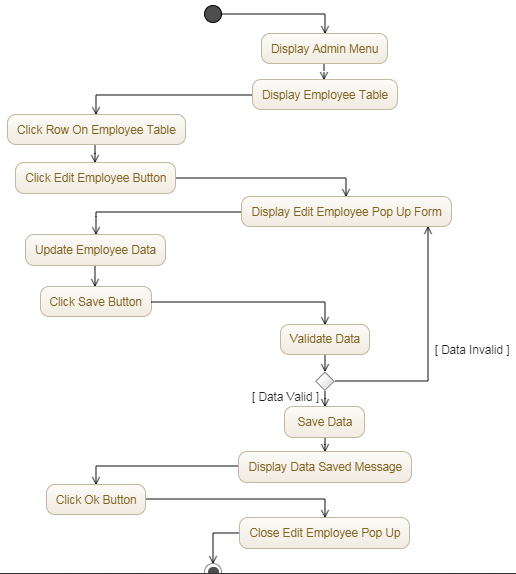 Display Admin Menu
Display Employee Table
Click Row On Employee Table
Click Edit Employee Button
Display Edit Employee Pop Up Form
Update Employee Data
Click Save Button
Validate Data
[ Data Invalid ]
[ Data Valid ]
Save Data
Display Data Saved Message
Click Ok Button
Close Edit Employee Pop Up